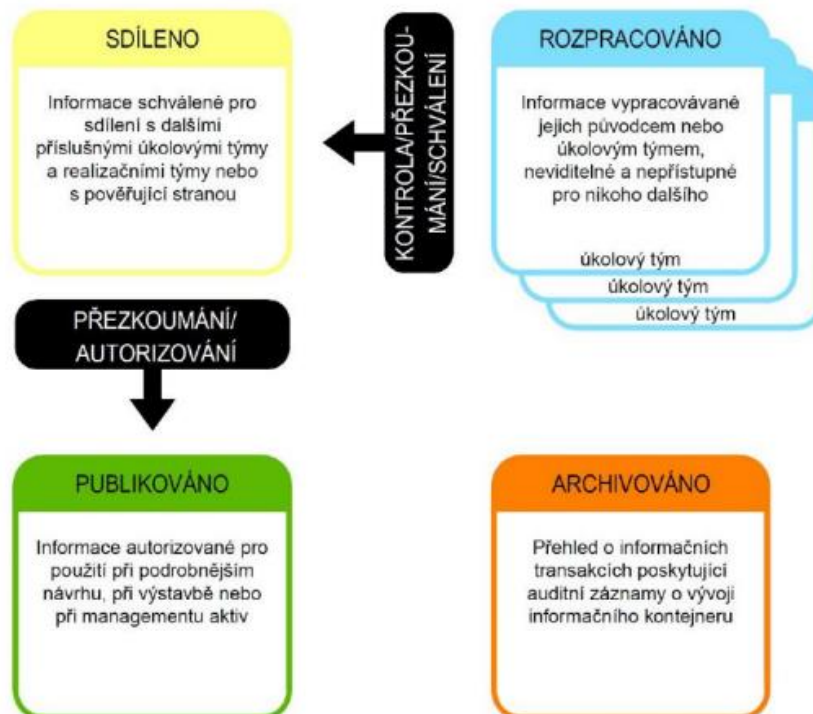 SDÍLENO
Informace schválené pro
sdílení s dalšími
příslušnými úkolovými týmy
a realizačními týmy nebo
s pověřující stranou
KONTROLA/PŘEZKOU-
MÁNÍ/SCHVÁLENÍ
ROZPRACOVÁNO
Informace vypracovávané
jejich původcem nebo
úkolovým týmem,
neviditelné a nepřístupné
pro nikoho dalšího
úkolový tým
úkolový tým
úkolový tým
PŘEZKOUMÁNÍ/
AUTORIZOVÁNÍ
PUBLIKOVÁNO
Informace autorizované pro
použití při podrobnějším
návrhu, při výstavbě nebo
při managementu aktiv
ARCHIVOVÁNO
Přehled o informačních
transakcích poskytující
auditní záznamy o vývoji
informačního kontejneru